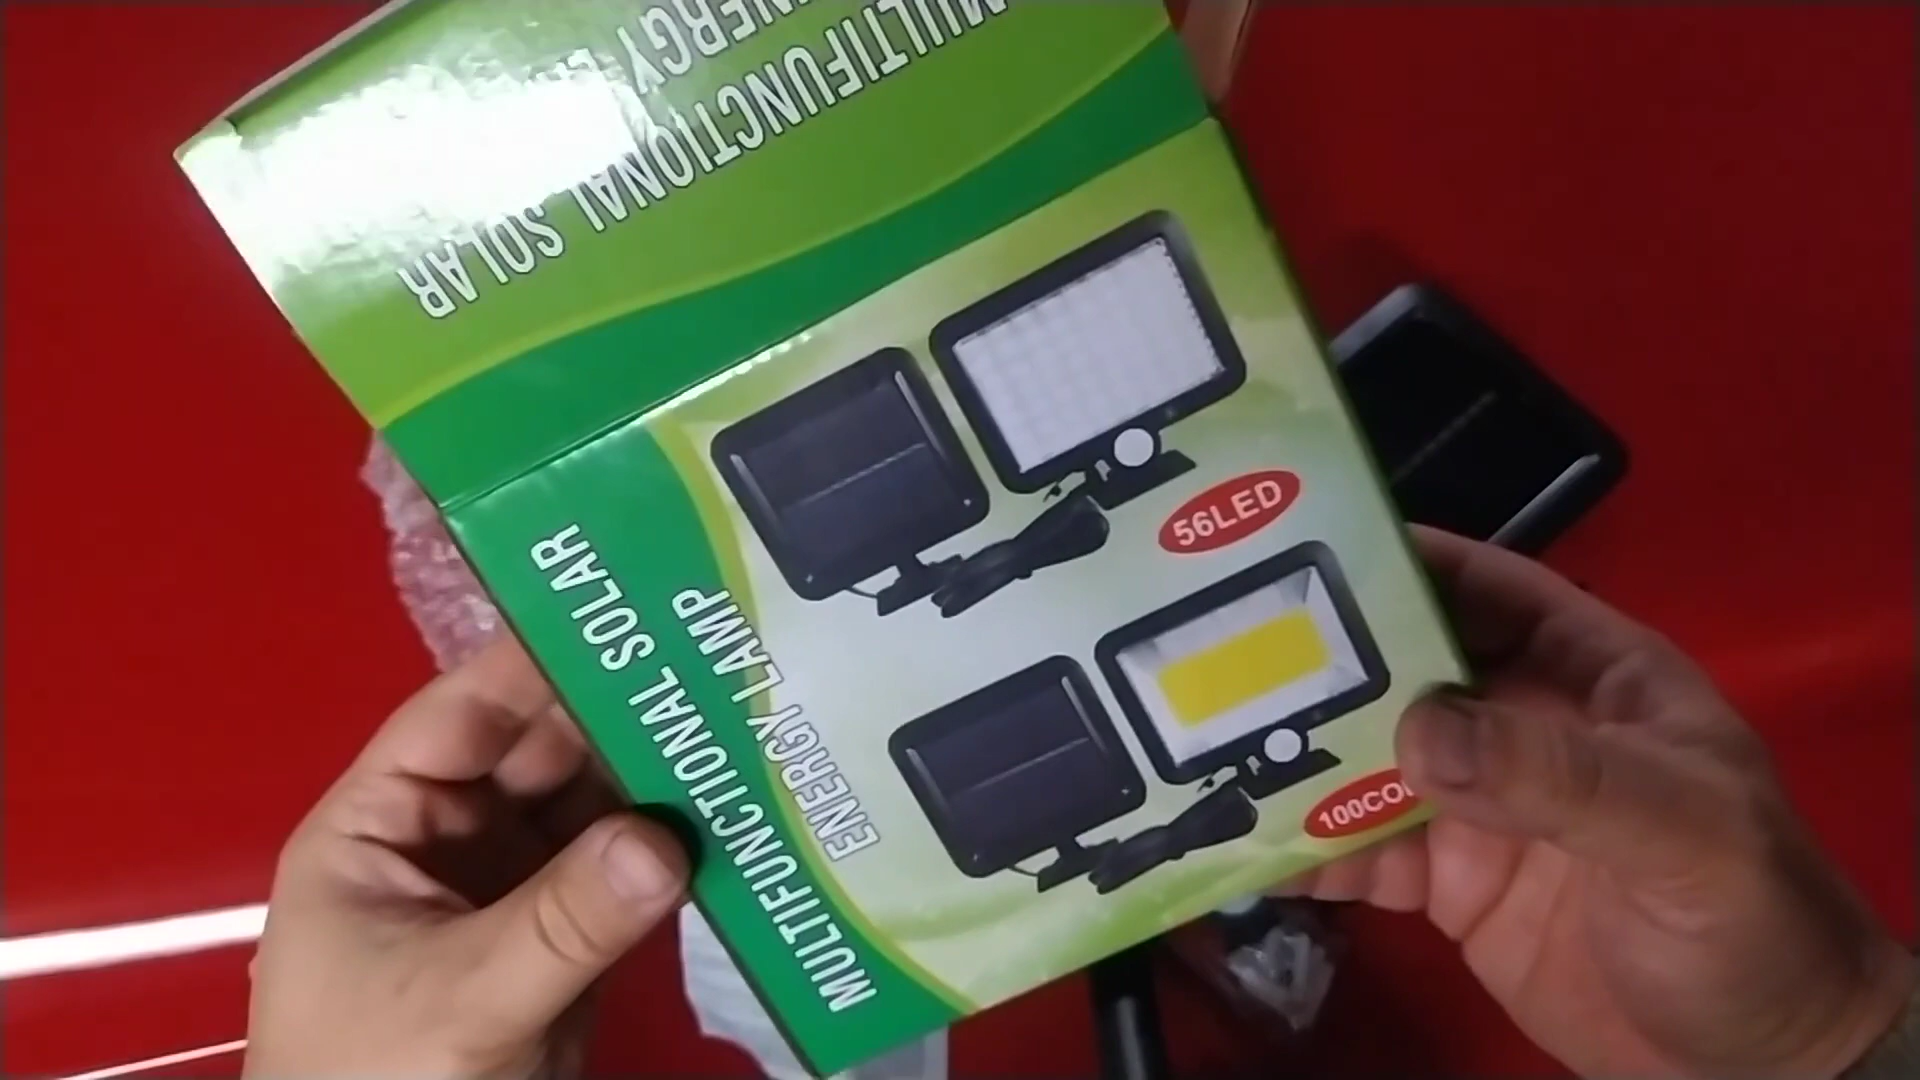 MULTIFUNCTIONAL SOLAR
ENERGY
MULTIFUNCTIONAL SOLAR
ENERGY LAMP
56LED